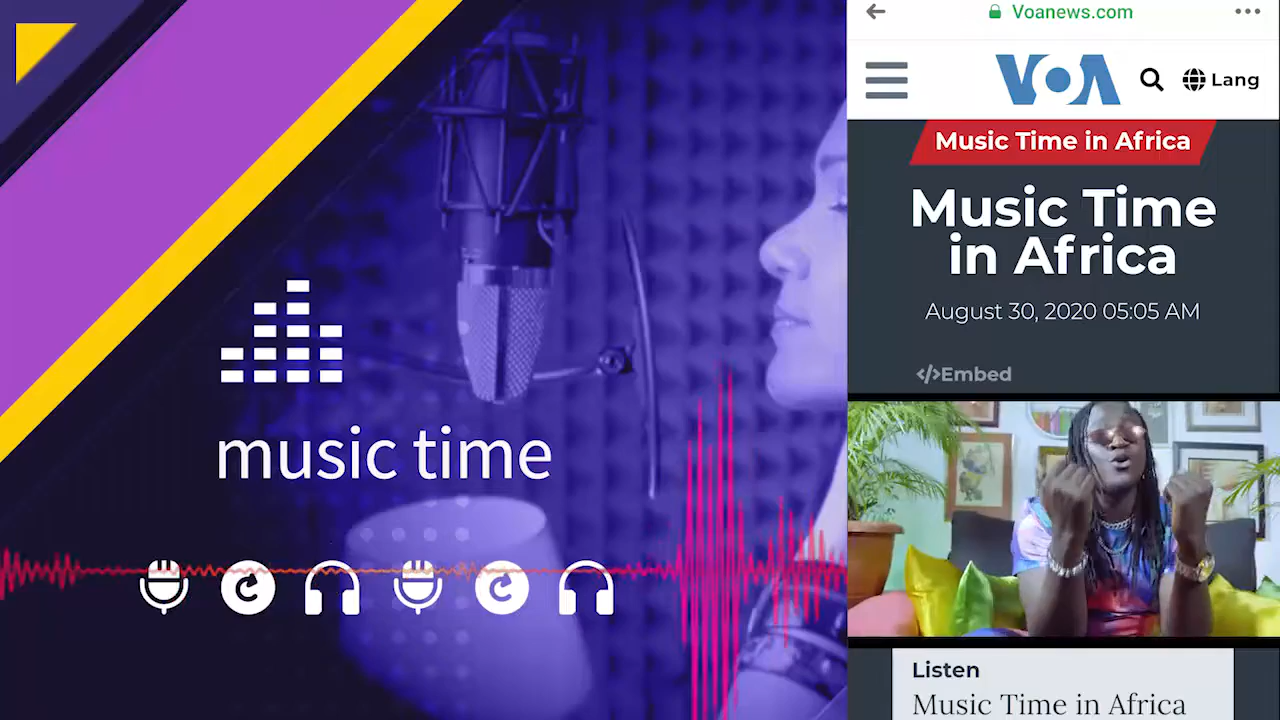 music time
Voanews.com
VOA
Lang
Music Time in Africa
Music Time
in Africa
August 30, 2020 05:05 AM
</>Embed
Listen
Music Time in Africa